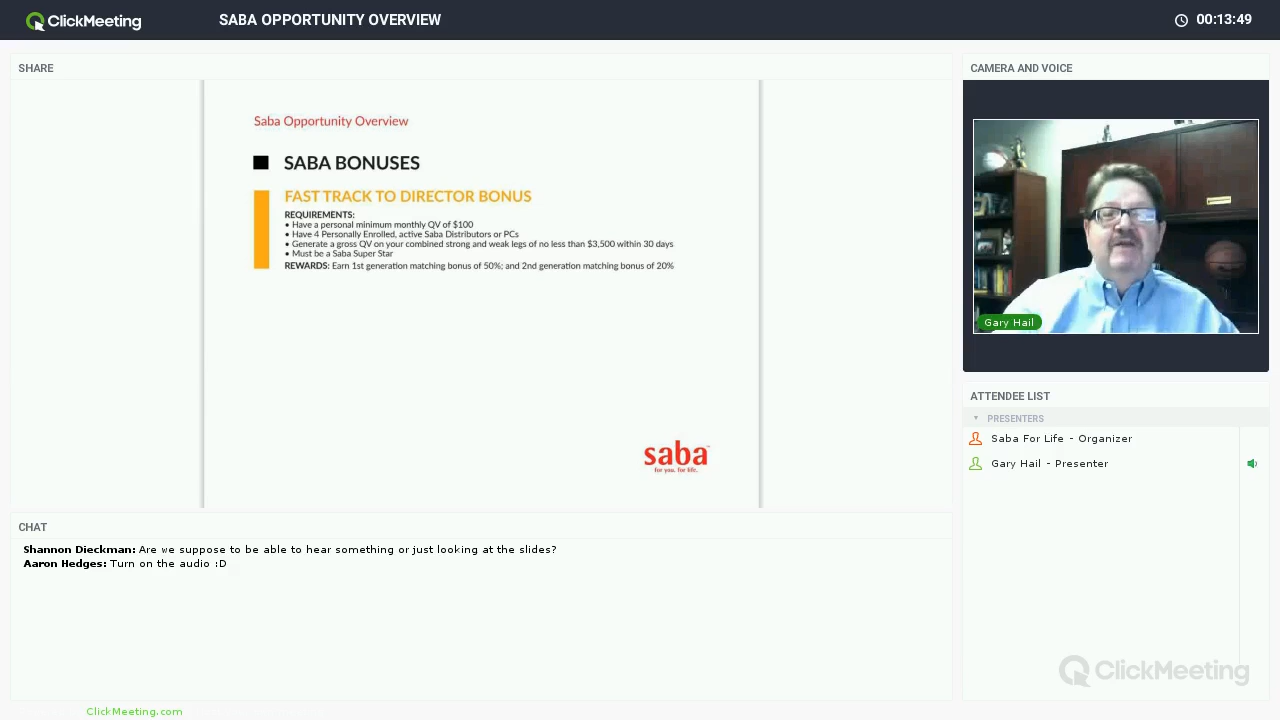 ClickMeeting
SABA OPPORTUNITY OVERVIEW
00:13:49
SHARE
Saba Opportunity Overview
SABA BONUSES
FAST TRACK TO DIRECTOR BONUS
REQUIREMENTS:
• Have a personal minimum monthly QV of $100
• Have 4 Personally Enrolled, active Saba Distributors or PCs
• Generate a gross QV on your combined strong and weak legs of no less than $3,500 within 30 days
• Must be a Saba Super Star
REWARDS: Earn 1st generation matching bonus of 50%; and 2nd generation matching bonus of 20%
saba
for you. for life.
CAMERA AND VOICE
Gary Hail
ATTENDEE LIST
PRESENTERS
Saba For Life - Organizer
Gary Hail - Presenter
CHAT
Shannon Dieckman: Are we suppose to be able to hear something or just looking at the slides?
Aaron Hedges: Turn on the audio :D
ClickMeeting
ClickMeeting.com